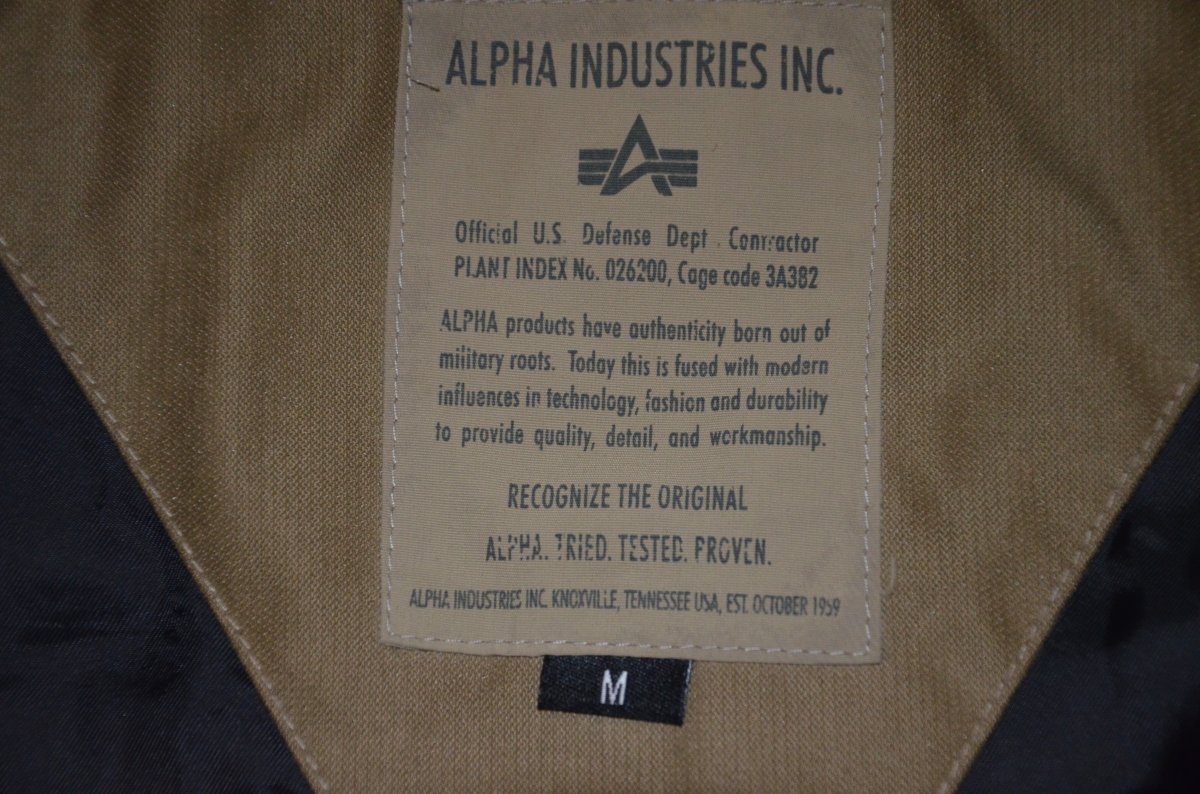 ALPHA INDUSTRIES INC.
Official U.S. Defense Dept. Contractor
PLANT INDEX No. 026200, Cage code 3A382
ALPHA products have authenticity born out of
military roots. Today this is fused with modern
influences in technology, fashion and durability
to provide quality, detail, and workmanship.
RECOGNIZE THE ORIGINAL
ALPHA. TRIED. TESTED. PROVEN.
ALPHA INDUSTRIES INC. KNOXVILLE, TENNESSEE USA, EST. OCTOBER 1959
M